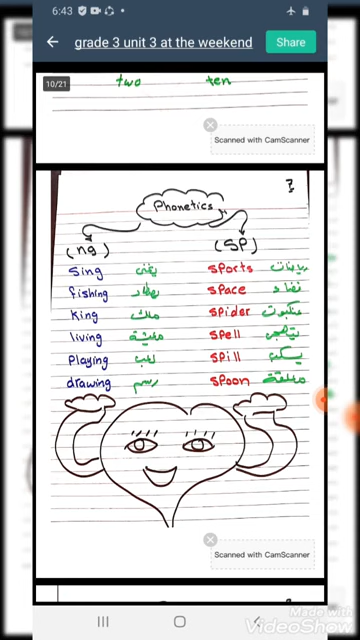 6:43
grade 3 unit 3 at the weekend
Share
10/21
two ten
Scanned with CamScanner
Phonetics
(ng) (sp)
Sing يغني sports رياضات
fishing يصطاد space فضاء
King ملك spider عنكبوت
living معيشة spell يتهجى
Playing لعب spill يسكب
drawing رسم spoon ملعقة
Scanned with CamScanner
Made with
VideoShow